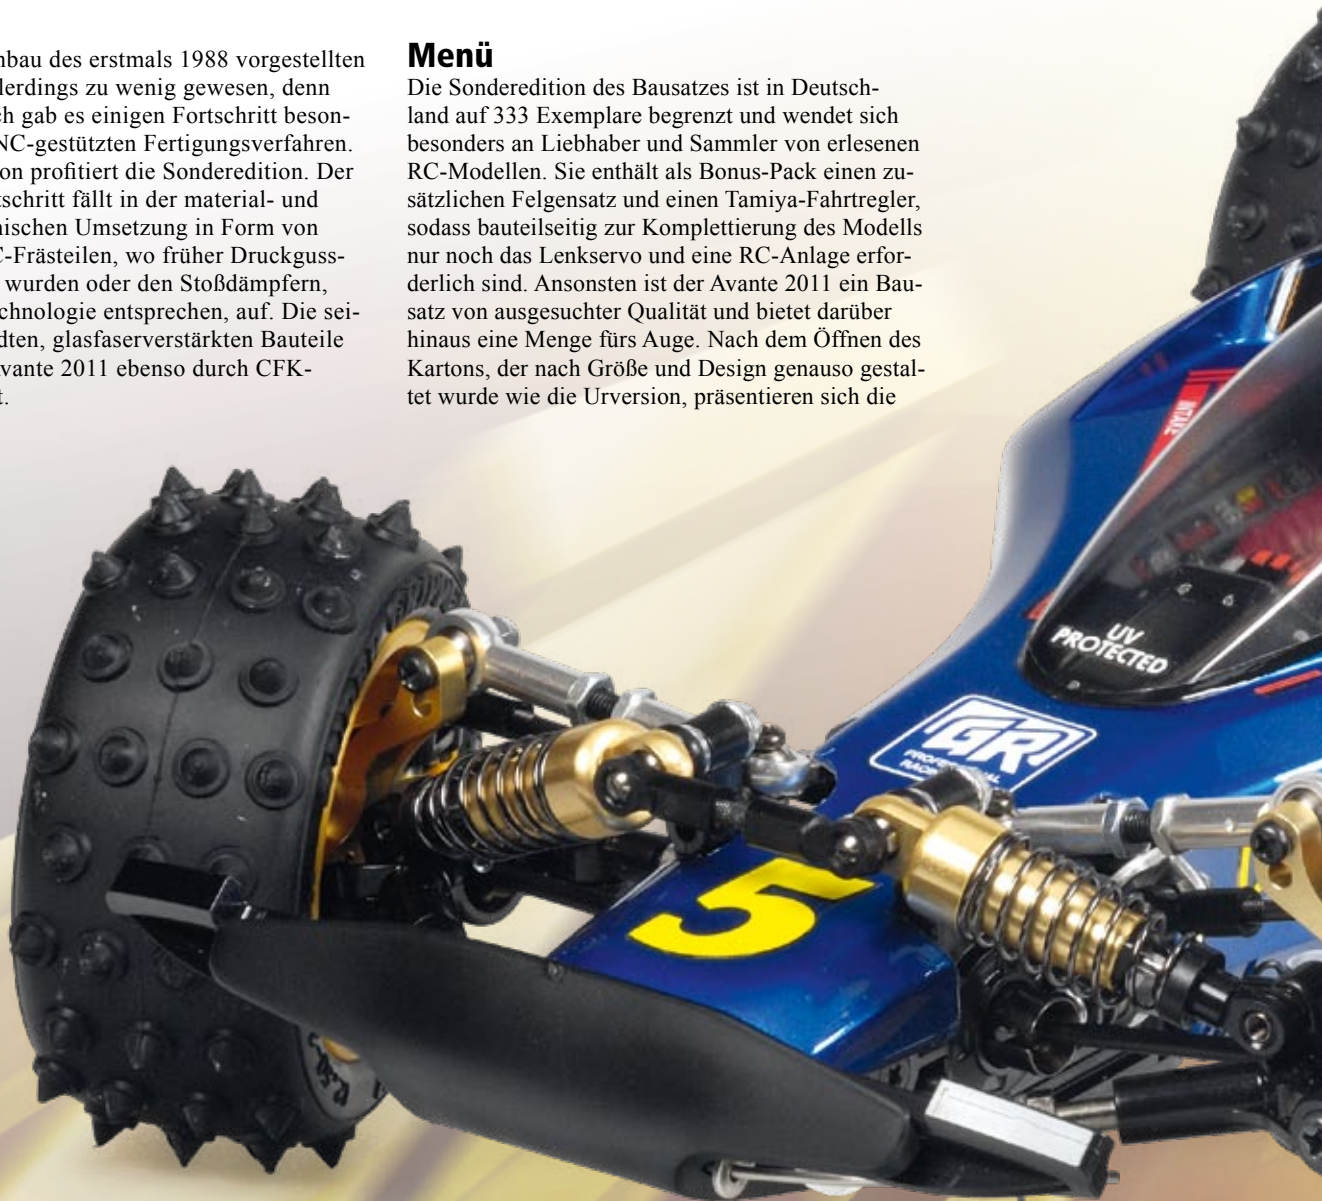 nbau des erstmals 1988 vorgestellten
lerdings zu wenig gewesen, denn
ch gab es einigen Fortschritt beson-
NC-gestützten Fertigungsverfahren.
on profitiert die Sonderedition. Der
tschritt fällt in der material- und
nischen Umsetzung in Form von
C-Frästeilen, wo früher Druckguss-
wurden oder den Stoßdämpfern,
chnologie entsprechen, auf. Die sei-
dten, glasfaserverstärkten Bauteile
vante 2011 ebenso durch CFK-
t.
Menü
Die Sonderedition des Bausatzes ist in Deutsch-
land auf 333 Exemplare begrenzt und wendet sich
besonders an Liebhaber und Sammler von erlesenen
RC-Modellen. Sie enthält als Bonus-Pack einen zu-
sätzlichen Felgensatz und einen Tamiya-Fahrtregler,
sodass bauteilseitig zur Komplettierung des Modells
nur noch das Lenkservo und eine RC-Anlage erfor-
derlich sind. Ansonsten ist der Avante 2011 ein Bau-
satz von ausgesuchter Qualität und bietet darüber
hinaus eine Menge fürs Auge. Nach dem Öffnen des
Kartons, der nach Größe und Design genauso gestal-
tet wurde wie die Urversion, präsentieren sich die
INTAKE
UV
PROTECTED
GR
PROFESSIONAL
5